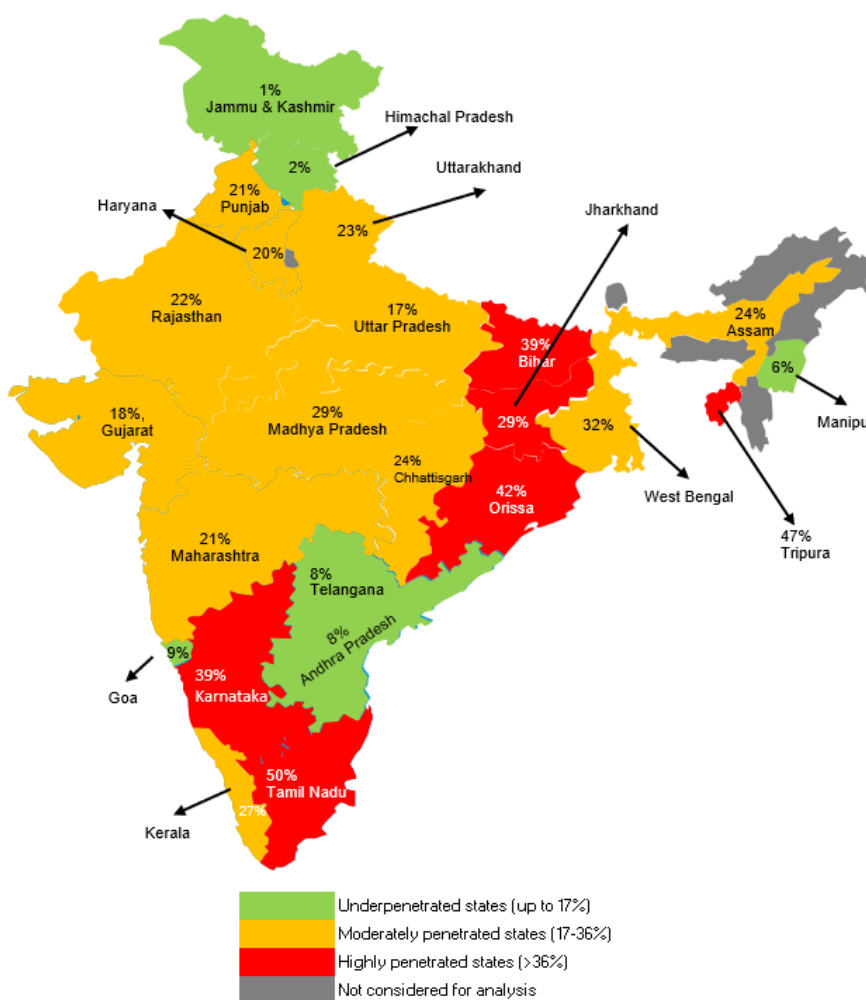 1%
Jammu & Kashmir
Himachal Pradesh
2%
Uttarakhand
21%
Punjab
Haryana
Jharkhand
23%
20%
22%
Rajasthan
17%
Uttar Pradesh
24%
Assam
39%
Bihar
6%
18%,
Gujarat
29%
Madhya Pradesh
29%
32%
Manipu
24%
Chhattisgarh
42%
Orissa
West Bengal
21%
Maharashtra
47%
Tripura
8%
Telangana
8%
Andhra Pradesh
9%
Goa
39%
Karnataka
50%
Tamil Nadu
27%
Kerala
Underpenetrated states (up to 17%)
Moderately penetrated states (17-36%)
Highly penetrated states (>36%)
Not considered for analysis